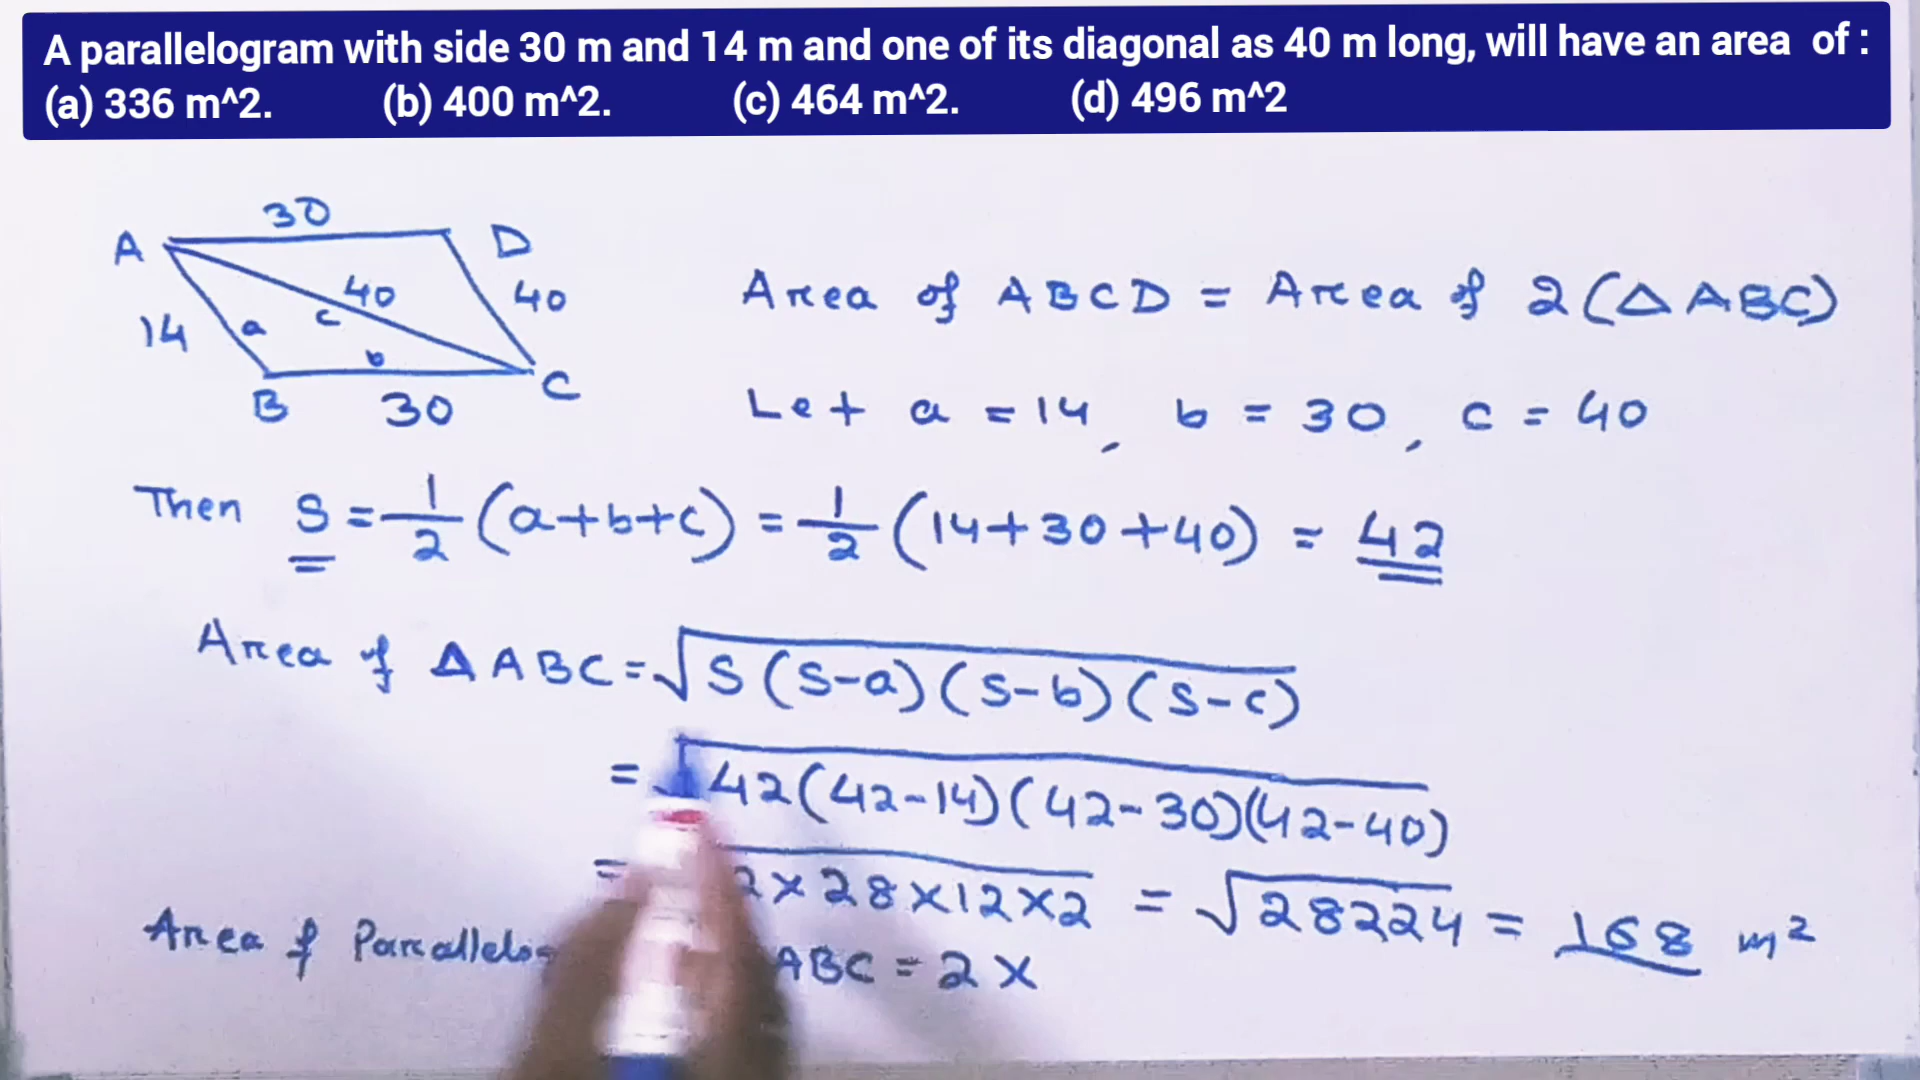 A parallelogram with side 30 m and 14 m and one of its diagonal as 40 m long, will have an area of :
(a) 336 m^2. (b) 400 m^2. (c) 464 m^2. (d) 496 m^2
30
A D
40 40
14 a c
b
B 30 C
Area of ABCD = Area of 2(△ABC)
Let a = 14, b = 30, c = 40
Then S = 1/2 (a+b+c) = 1/2 (14+30+40) = 42
Area of △ABC = √S(S-a)(S-b)(S-c)
= √42(42-14)(42-30)(42-40)
= 2×28×12×2 = √28224 = 168 m²
Area of ABC = 2×